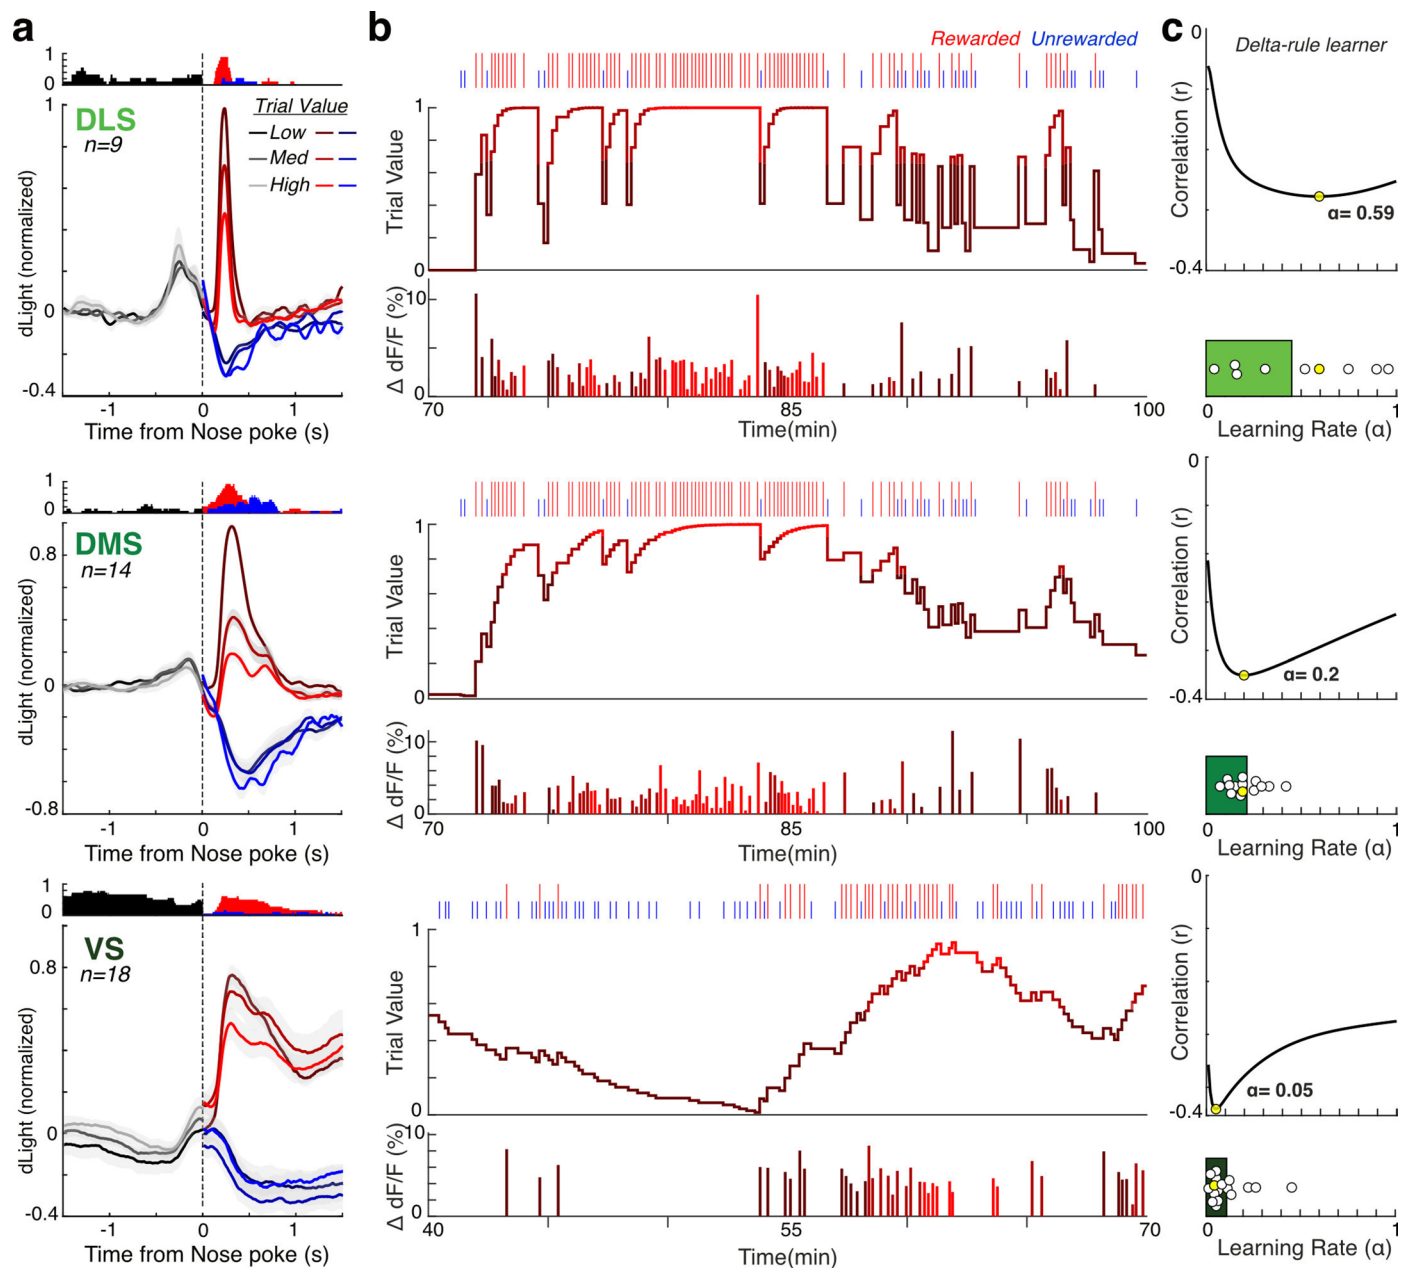 a
b
c
1
0
DLS
n=9
Trial Value
Low
Med
High
1
0
-0.4
dLight (normalized)
-1
0
1
Time from Nose poke (s)
Rewarded Unrewarded
1
0
Trial Value
10
0
Δ dF/F (%)
70
85
100
Time(min)
0
-0.4
Correlation (r)
Delta-rule learner
α= 0.59
0
1
Learning Rate (α)
1
0
DMS
n=14
0.8
0
-0.8
dLight (normalized)
-1
0
1
Time from Nose poke (s)
1
0
Trial Value
10
0
Δ dF/F (%)
70
85
100
Time(min)
0
-0.4
Correlation (r)
α= 0.2
0
1
Learning Rate (α)
1
0
VS
n=18
0.8
0
-0.4
dLight (normalized)
-1
0
1
Time from Nose poke (s)
1
0
Trial Value
10
0
Δ dF/F (%)
40
55
70
Time(min)
0
-0.4
Correlation (r)
α= 0.05
0
1
Learning Rate (α)